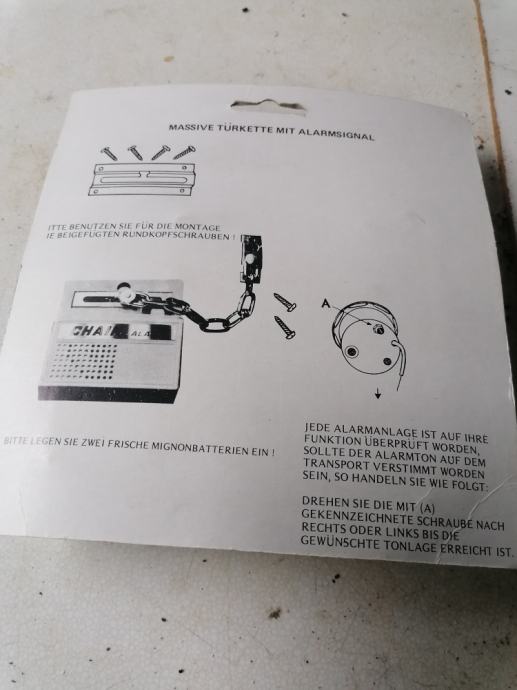 MASSIVE TÜRKETTE MIT ALARMSIGNAL
ITTE BENUTZEN SIE FÜR DIE MONTAGE
IE BEIGEFÜGTEN RUNDKOPFSCHRAUBEN !
A
CHAI ALA
BITTE LEGEN SIE ZWEI FRISCHE MIGNONBATTERIEN EIN !
JEDE ALARMANLAGE IST AUF IHRE
FUNKTION ÜBERPRÜFT WORDEN,
SOLLTE DER ALARMTON AUF DEM
TRANSPORT VERSTIMMT WORDEN
SEIN, SO HANDELN SIE WIE FOLGT:
DREHEN SIE DIE MIT (A)
GEKENNZEICHNETE SCHRAUBE NACH
RECHTS ODER LINKS BIS DIE
GEWÜNSCHTE TONLAGE ERREICHT IST.